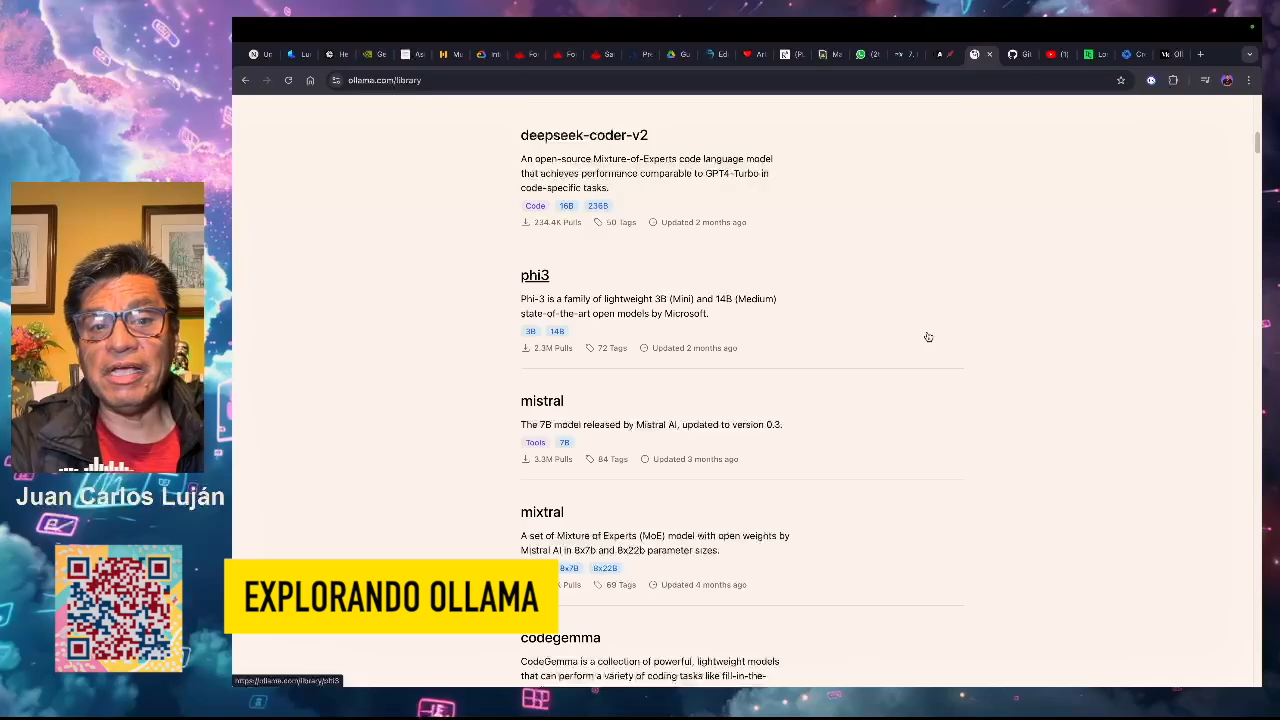 ollama.com/library
deepseek-coder-v2
An open-source Mixture-of-Experts code language model
that achieves performance comparable to GPT4-Turbo in
code-specific tasks.
Code 16B 236B
234.4K Pulls 50 Tags Updated 2 months ago
phi3
Phi-3 is a family of lightweight 3B (Mini) and 14B (Medium)
state-of-the-art open models by Microsoft.
3B 14B
2.3M Pulls 72 Tags Updated 2 months ago
mistral
The 7B model released by Mistral AI, updated to version 0.3.
Tools 7B
3.3M Pulls 84 Tags Updated 3 months ago
mixtral
A set of Mixture of Experts (MoE) model with open weights by
Mistral AI in 8x7b and 8x22b parameter sizes.
8x7B 8x22B
Pulls 69 Tags Updated 4 months ago
codegemma
CodeGemma is a collection of powerful, lightweight models
that can perform a variety of coding tasks like fill-in-the-
https://ollama.com/library/phi3
Juan Carlos Luján
EXPLORANDO OLLAMA